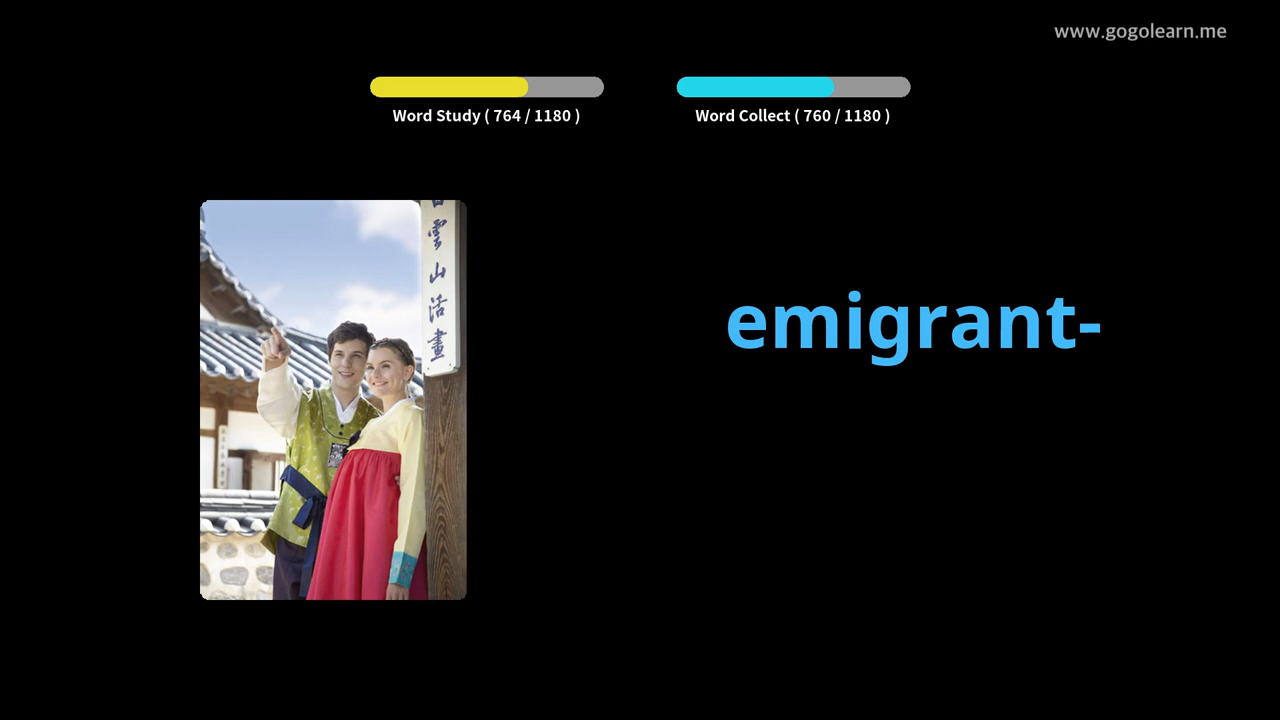 www.gogolearn.me
Word Study ( 764 / 1180 )
Word Collect ( 760 / 1180 )
雲山活畫
emigrant-